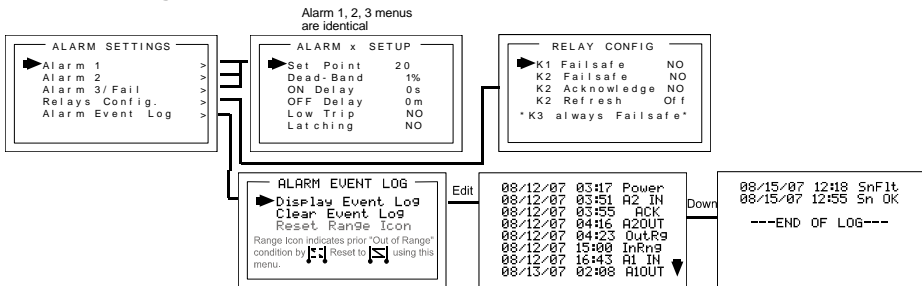 Alarm 1, 2, 3 menus
are identical
ALARM SETTINGS
Alarm 1 >
Alarm 2 >
Alarm 3/Fail >
Relays Config. >
Alarm Event Log >
ALARM x SETUP
Set Point 20
Dead-Band 1%
ON Delay 0s
OFF Delay 0m
Low Trip NO
Latching NO
RELAY CONFIG
K1 Failsafe NO
K2 Failsafe NO
K2 Acknowledge NO
K2 Refresh Off
*K3 always Failsafe*
ALARM EVENT LOG
Display Event Log
Clear Event Log
Reset Range Icon
Range Icon indicates prior "Out of Range"
condition by Reset to using this
menu.
Edit
08/12/07 03:17 Power
08/12/07 03:51 A2 IN
08/12/07 03:55 ACK
08/12/07 04:16 A2OUT
08/12/07 04:23 OutRg
08/12/07 15:00 InRng
08/12/07 16:43 A1 IN
08/13/07 02:08 A1OUT
Down
08/15/07 12:18 SnFlt
08/15/07 12:55 Sn OK
---END OF LOG---